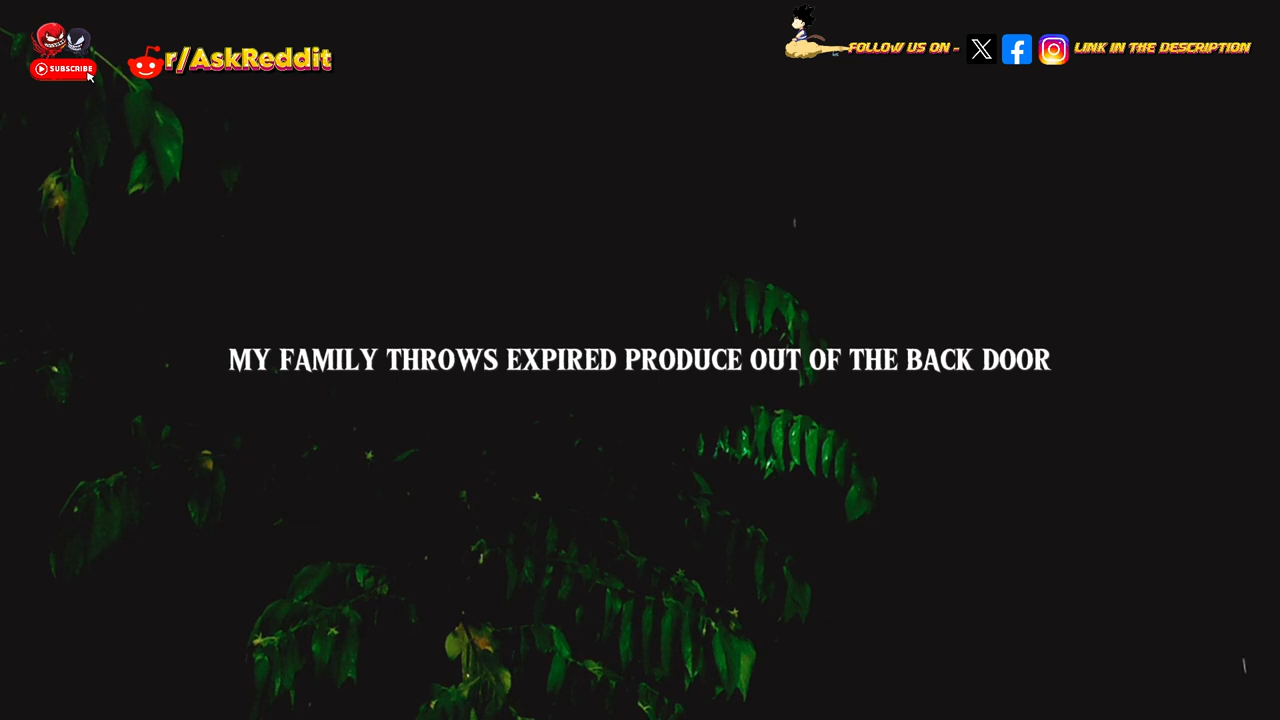 SUBSCRIBE
r/AskReddit
FOLLOW US ON -
LINK IN THE DESCRIPTION
MY FAMILY THROWS EXPIRED PRODUCE OUT OF THE BACK DOOR